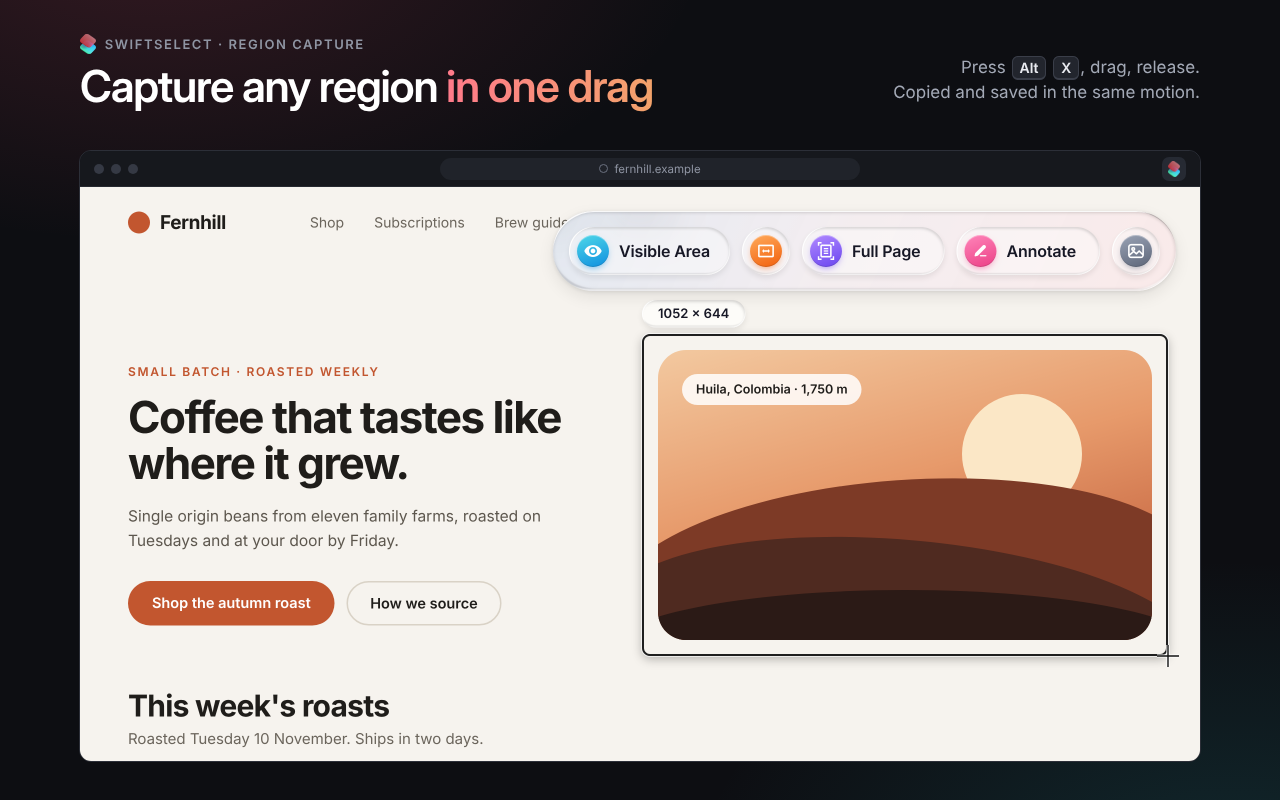 SWIFTSELECT · REGION CAPTURE
Capture any region in one drag
Press Alt X, drag, release.
Copied and saved in the same motion.
fernhill.example
Fernhill
Shop
Subscriptions
Brew guide
Visible Area
Full Page
Annotate
1052 × 644
Huila, Colombia · 1,750 m
SMALL BATCH · ROASTED WEEKLY
Coffee that tastes like
where it grew.
Single origin beans from eleven family farms, roasted on
Tuesdays and at your door by Friday.
Shop the autumn roast
How we source
This week's roasts
Roasted Tuesday 10 November. Ships in two days.